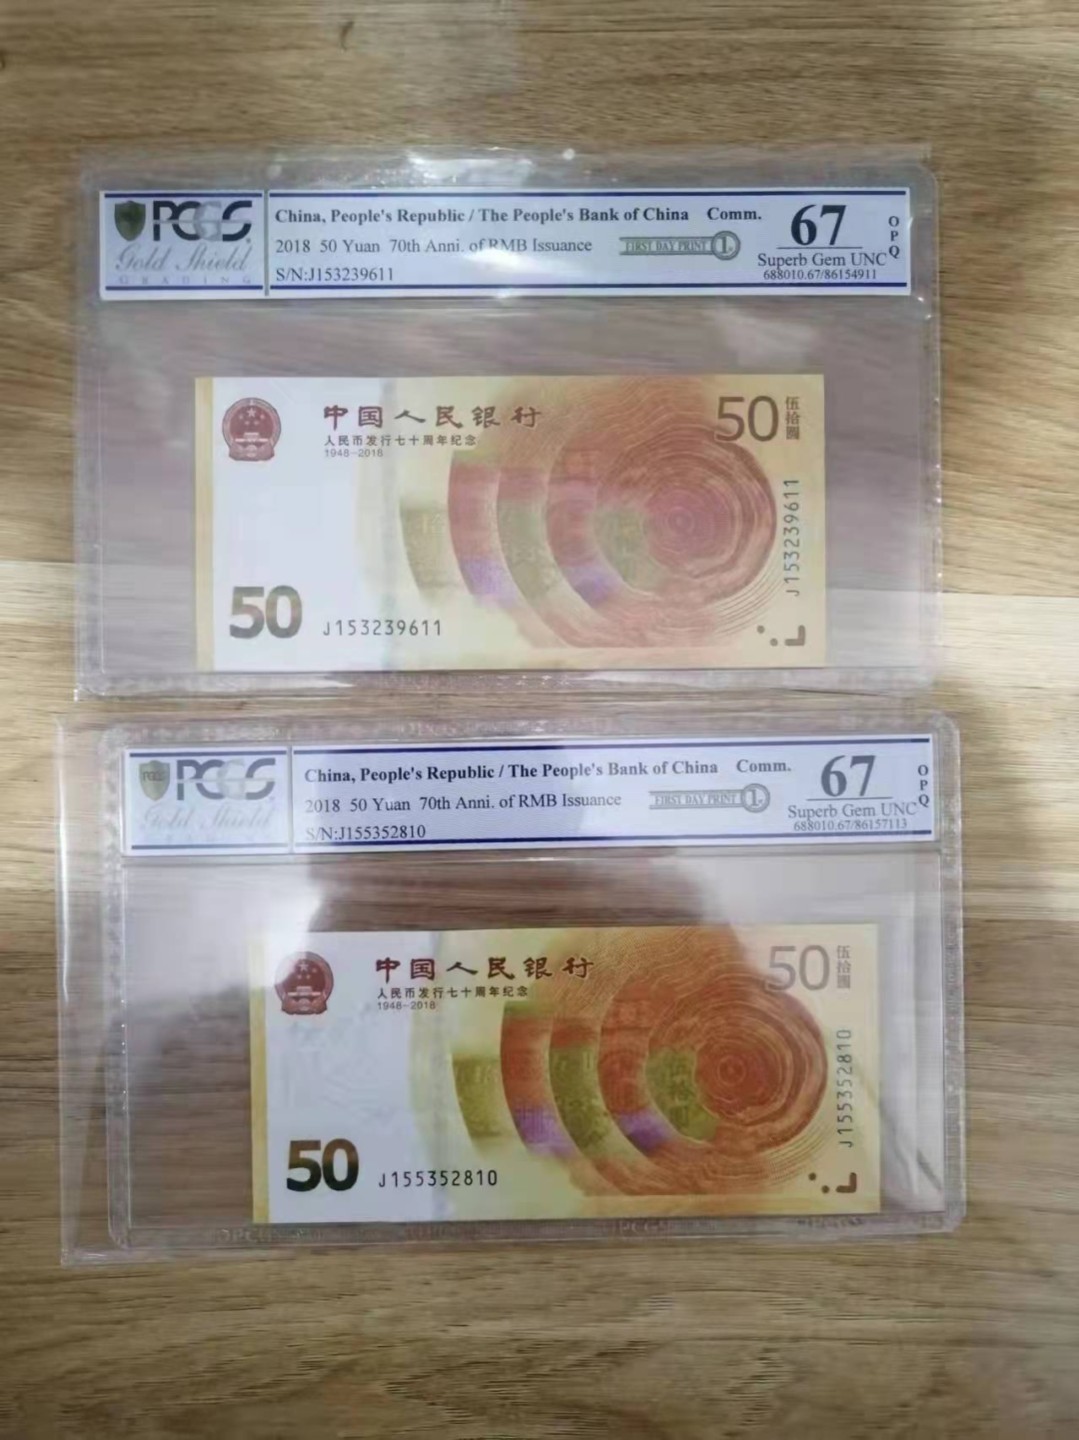 PCGS
Gold Shield
GRADING
China, People's Republic / The People's Bank of China Comm.
2018 50 Yuan 70th Anni. of RMB Issuance
FIRST DAY PRINT 1
S/N:J153239611
67
OPQ
Superb Gem UNC
688010.67/86154911
中国人民银行
人民币发行七十周年纪念
1948-2018
50
伍拾圆
J153239611
50
J153239611
PCGS
Gold Shield
China, People's Republic / The People's Bank of China Comm.
2018 50 Yuan 70th Anni. of RMB Issuance
FIRST DAY PRINT 1
S/N:J155352810
67
OPQ
Superb Gem UNC
688010.67/86157113
中国人民银行
人民币发行七十周年纪念
1948-2018
50
伍拾圆
J155352810
50
J155352810